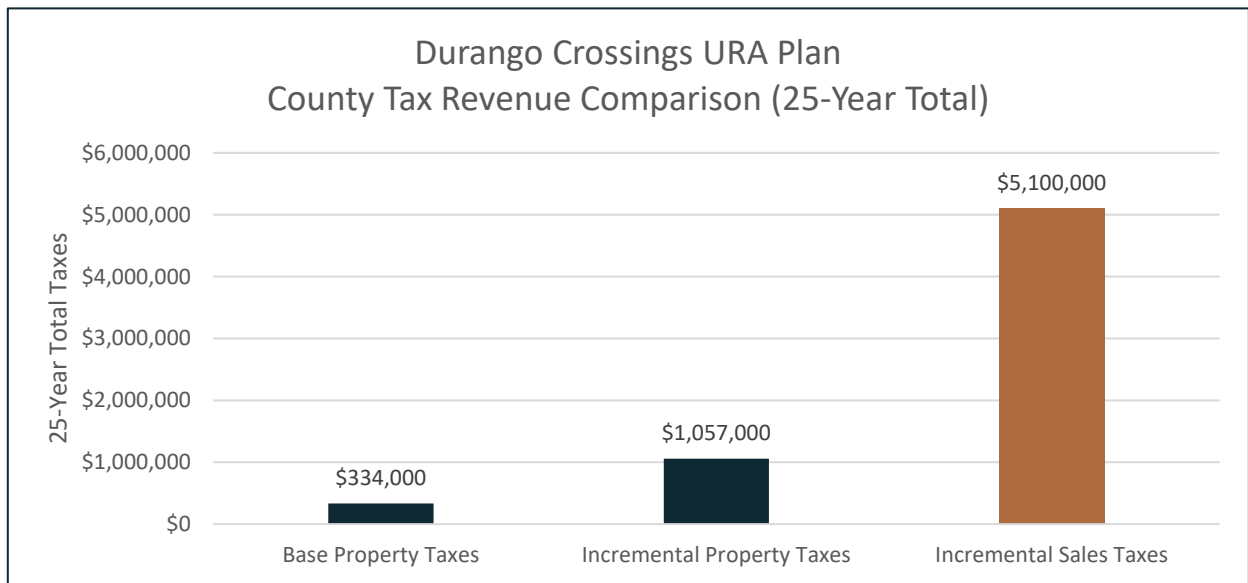 Durango Crossings URA Plan
County Tax Revenue Comparison (25-Year Total)
25-Year Total Taxes
$6,000,000
$5,000,000
$4,000,000
$3,000,000
$2,000,000
$1,000,000
$0
$334,000
$1,057,000
$5,100,000
Base Property Taxes
Incremental Property Taxes
Incremental Sales Taxes